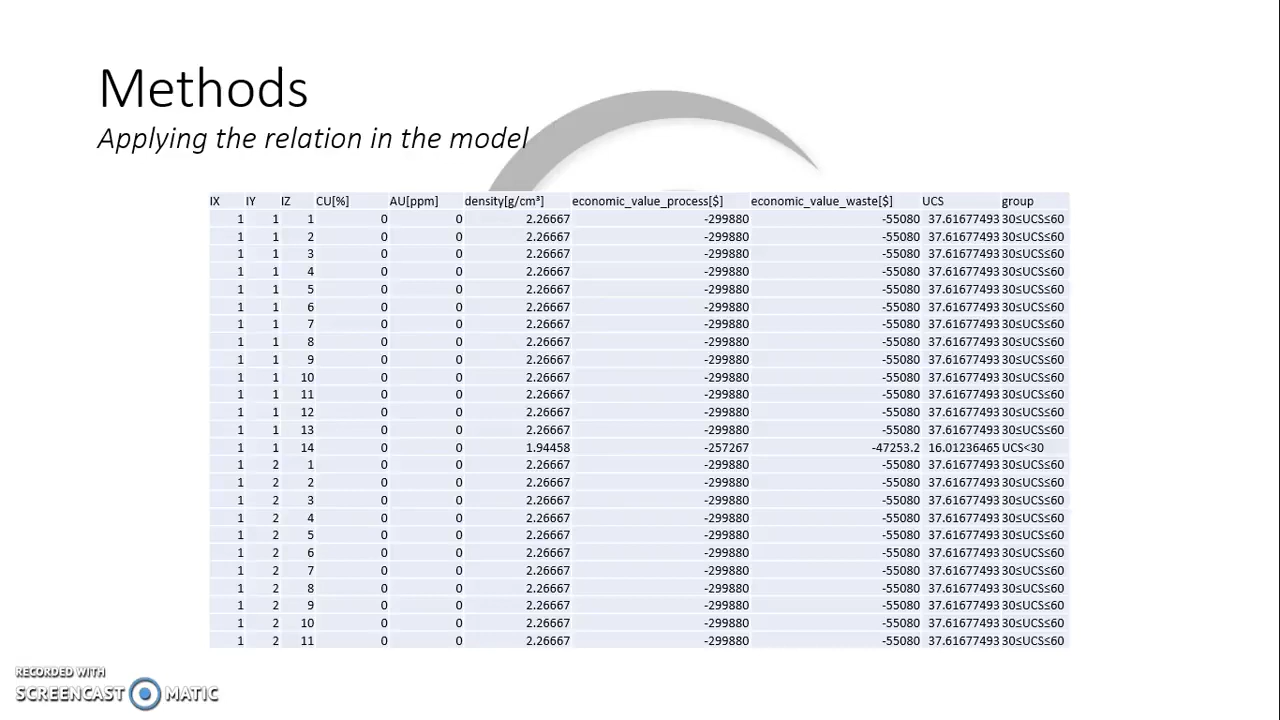 Methods
Applying the relation in the model
IX IY IZ CU[%] AU[ppm] density[g/cm³] economic_value_process[$] economic_value_waste[$] UCS group
1 1 1 0 0 2.26667 -299880 -55080 37.61677493 30≤UCS≤60
1 1 2 0 0 2.26667 -299880 -55080 37.61677493 30≤UCS≤60
1 1 3 0 0 2.26667 -299880 -55080 37.61677493 30≤UCS≤60
1 1 4 0 0 2.26667 -299880 -55080 37.61677493 30≤UCS≤60
1 1 5 0 0 2.26667 -299880 -55080 37.61677493 30≤UCS≤60
1 1 6 0 0 2.26667 -299880 -55080 37.61677493 30≤UCS≤60
1 1 7 0 0 2.26667 -299880 -55080 37.61677493 30≤UCS≤60
1 1 8 0 0 2.26667 -299880 -55080 37.61677493 30≤UCS≤60
1 1 9 0 0 2.26667 -299880 -55080 37.61677493 30≤UCS≤60
1 1 10 0 0 2.26667 -299880 -55080 37.61677493 30≤UCS≤60
1 1 11 0 0 2.26667 -299880 -55080 37.61677493 30≤UCS≤60
1 1 12 0 0 2.26667 -299880 -55080 37.61677493 30≤UCS≤60
1 1 13 0 0 2.26667 -299880 -55080 37.61677493 30≤UCS≤60
1 1 14 0 0 1.94458 -257267 -47253.2 16.01236465 UCS<30
1 2 1 0 0 2.26667 -299880 -55080 37.61677493 30≤UCS≤60
1 2 2 0 0 2.26667 -299880 -55080 37.61677493 30≤UCS≤60
1 2 3 0 0 2.26667 -299880 -55080 37.61677493 30≤UCS≤60
1 2 4 0 0 2.26667 -299880 -55080 37.61677493 30≤UCS≤60
1 2 5 0 0 2.26667 -299880 -55080 37.61677493 30≤UCS≤60
1 2 6 0 0 2.26667 -299880 -55080 37.61677493 30≤UCS≤60
1 2 7 0 0 2.26667 -299880 -55080 37.61677493 30≤UCS≤60
1 2 8 0 0 2.26667 -299880 -55080 37.61677493 30≤UCS≤60
1 2 9 0 0 2.26667 -299880 -55080 37.61677493 30≤UCS≤60
1 2 10 0 0 2.26667 -299880 -55080 37.61677493 30≤UCS≤60
1 2 11 0 0 2.26667 -299880 -55080 37.61677493 30≤UCS≤60
RECORDED WITH
SCREENCAST MATIC